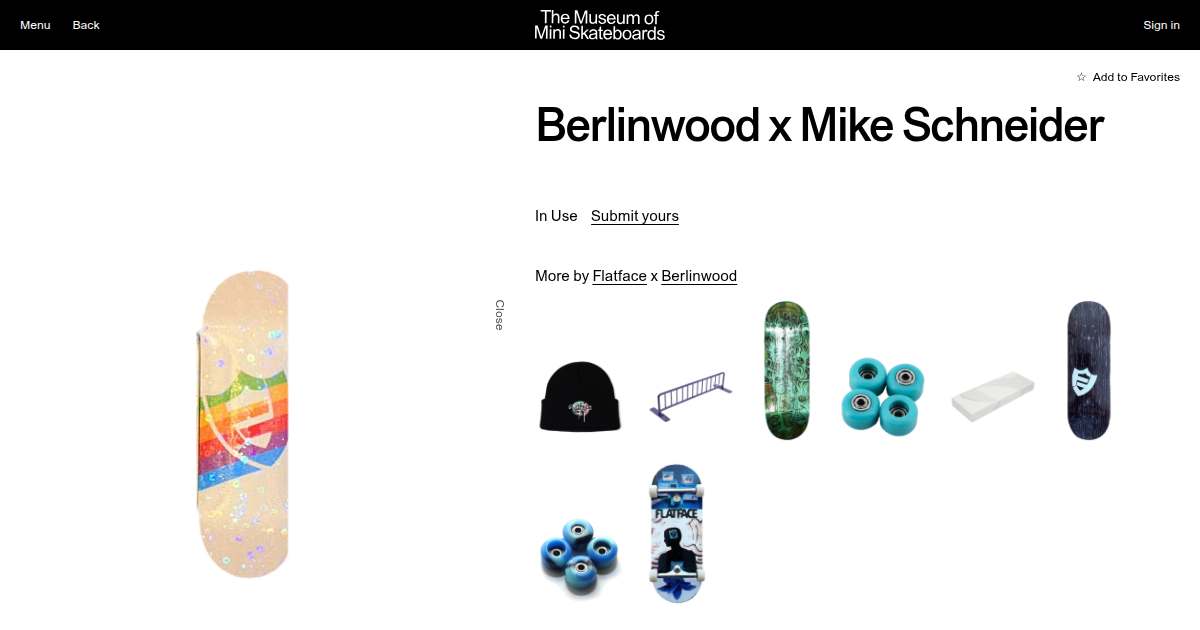 Menu Back
The Museum of
Mini Skateboards
Sign in
☆ Add to Favorites
Berlinwood x Mike Schneider
In Use Submit yours
More by Flatface x Berlinwood
Close
FLATFACE